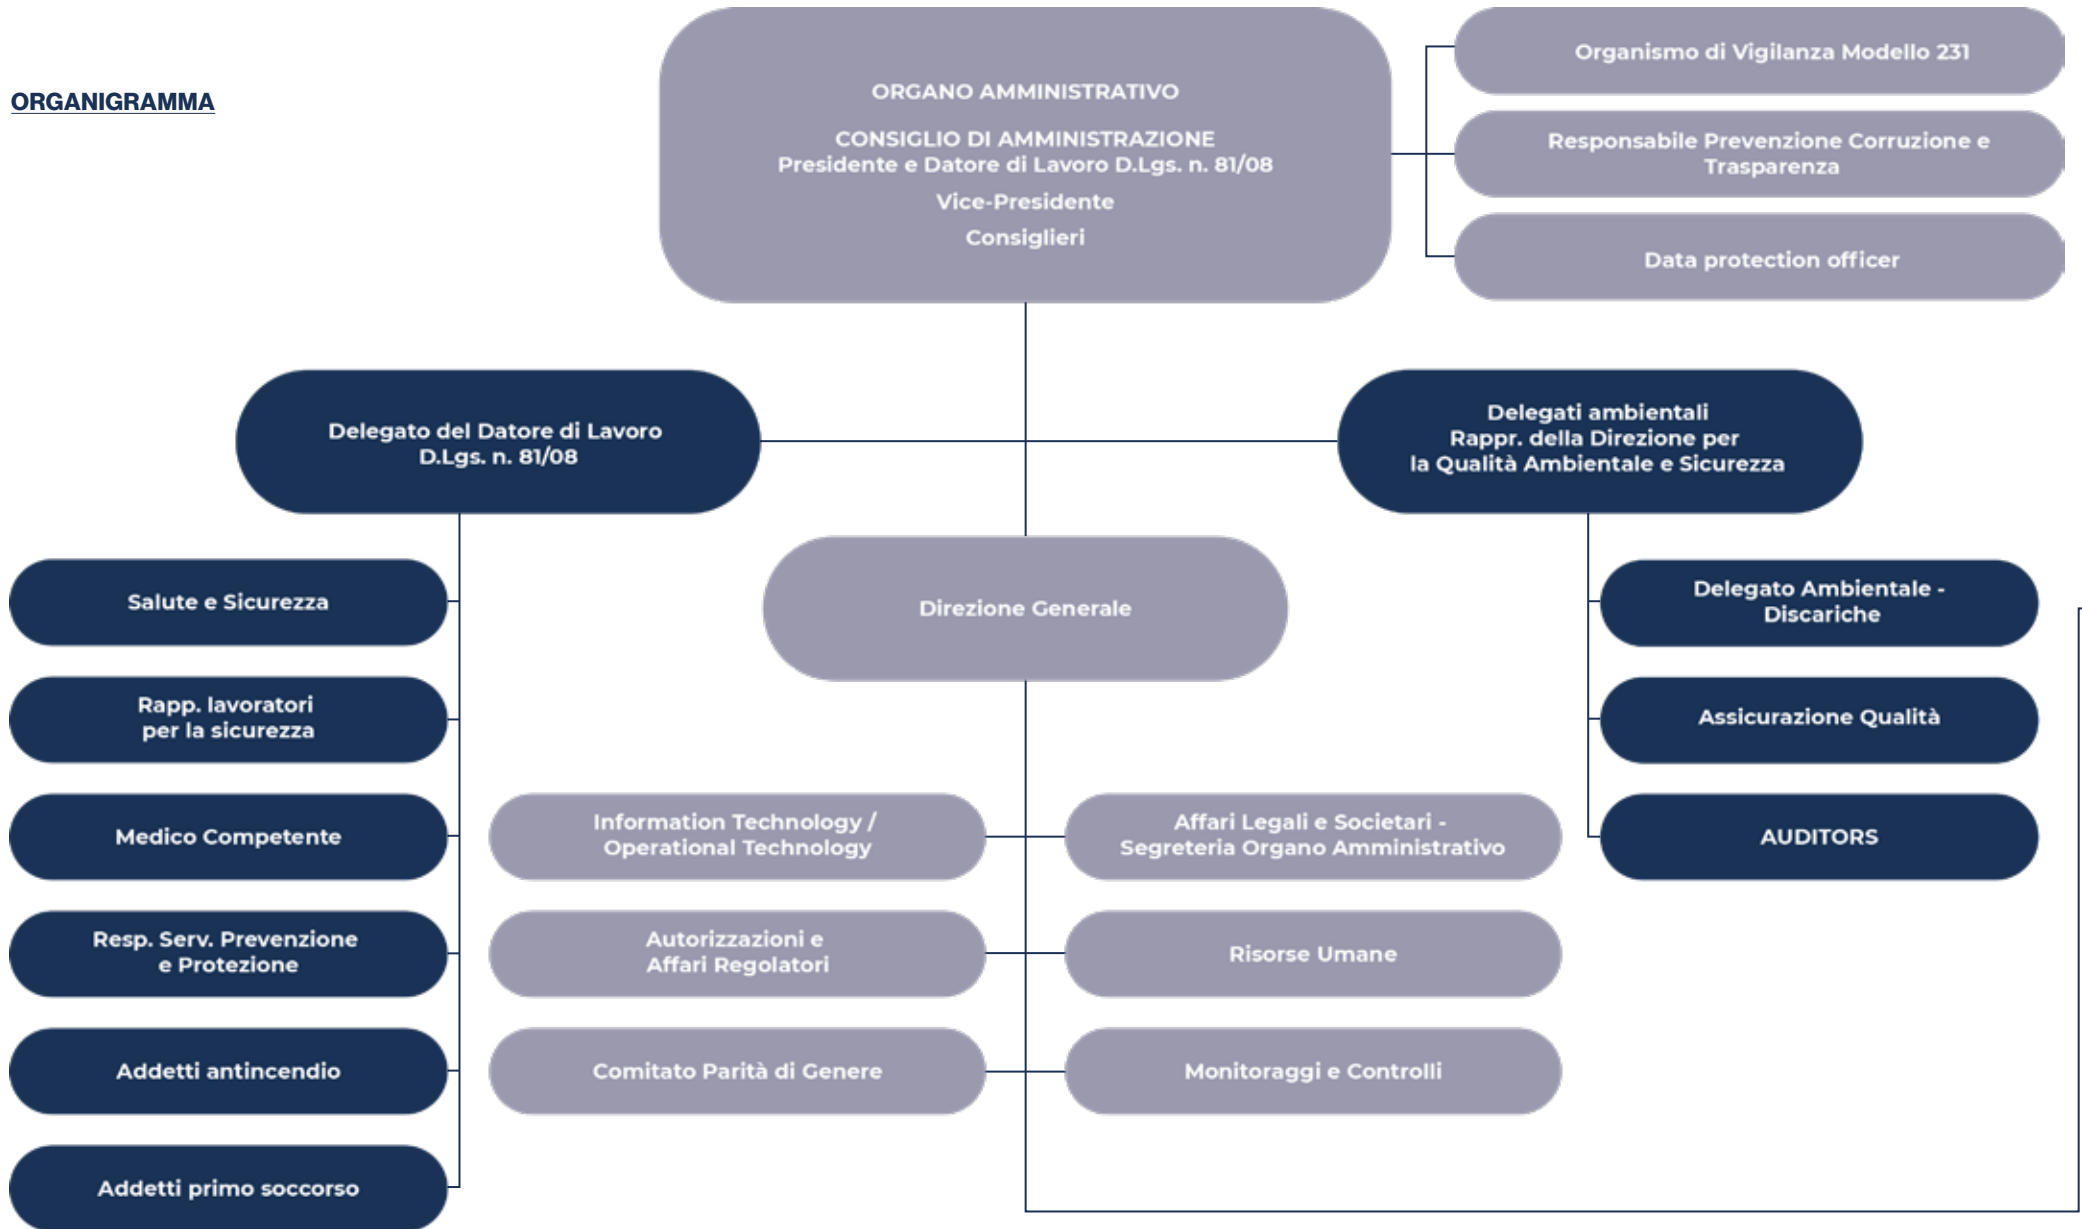 ORGANIGRAMMA
ORGANO AMMINISTRATIVO
CONSIGLIO DI AMMINISTRAZIONE
Presidente e Datore di Lavoro D.Lgs. n. 81/08
Vice-Presidente
Consiglieri
Organismo di Vigilanza Modello 231
Responsabile Prevenzione Corruzione e
Trasparenza
Data protection officer
Delegato del Datore di Lavoro
D.Lgs. n. 81/08
Delegati ambientali
Rappr. della Direzione per
la Qualità Ambientale e Sicurezza
Direzione Generale
Salute e Sicurezza
Rapp. lavoratori
per la sicurezza
Medico Competente
Resp. Serv. Prevenzione
e Protezione
Addetti antincendio
Addetti primo soccorso
Information Technology /
Operational Technology
Autorizzazioni e
Affari Regolatori
Comitato Parità di Genere
Affari Legali e Societari -
Segreteria Organo Amministrativo
Risorse Umane
Monitoraggi e Controlli
Delegato Ambientale -
Discariche
Assicurazione Qualità
AUDITORS